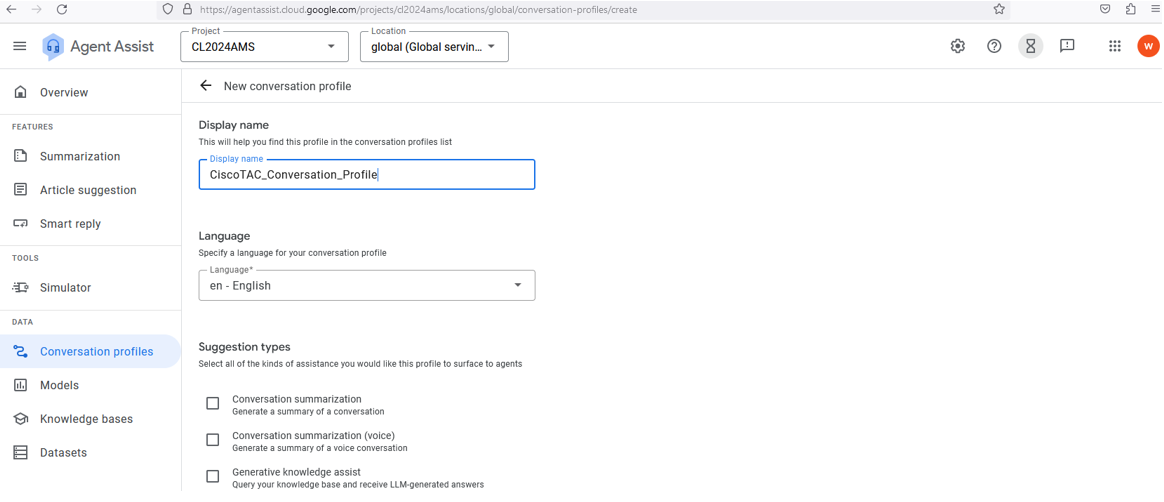 https://agentassist.cloud.google.com/projects/cl2024ams/locations/global/conversation-profiles/create
Agent Assist
Project
CL2024AMS
Location
global (Global servin...
W
Overview
FEATURES
Summarization
Article suggestion
Smart reply
TOOLS
Simulator
DATA
Conversation profiles
Models
Knowledge bases
Datasets
New conversation profile
Display name
This will help you find this profile in the conversation profiles list
Display name
CiscoTAC_Conversation_Profile
Language
Specify a language for your conversation profile
Language*
en - English
Suggestion types
Select all of the kinds of assistance you would like this profile to surface to agents
Conversation summarization
Generate a summary of a conversation
Conversation summarization (voice)
Generate a summary of a voice conversation
Generative knowledge assist
Query your knowledge base and receive LLM-generated answers